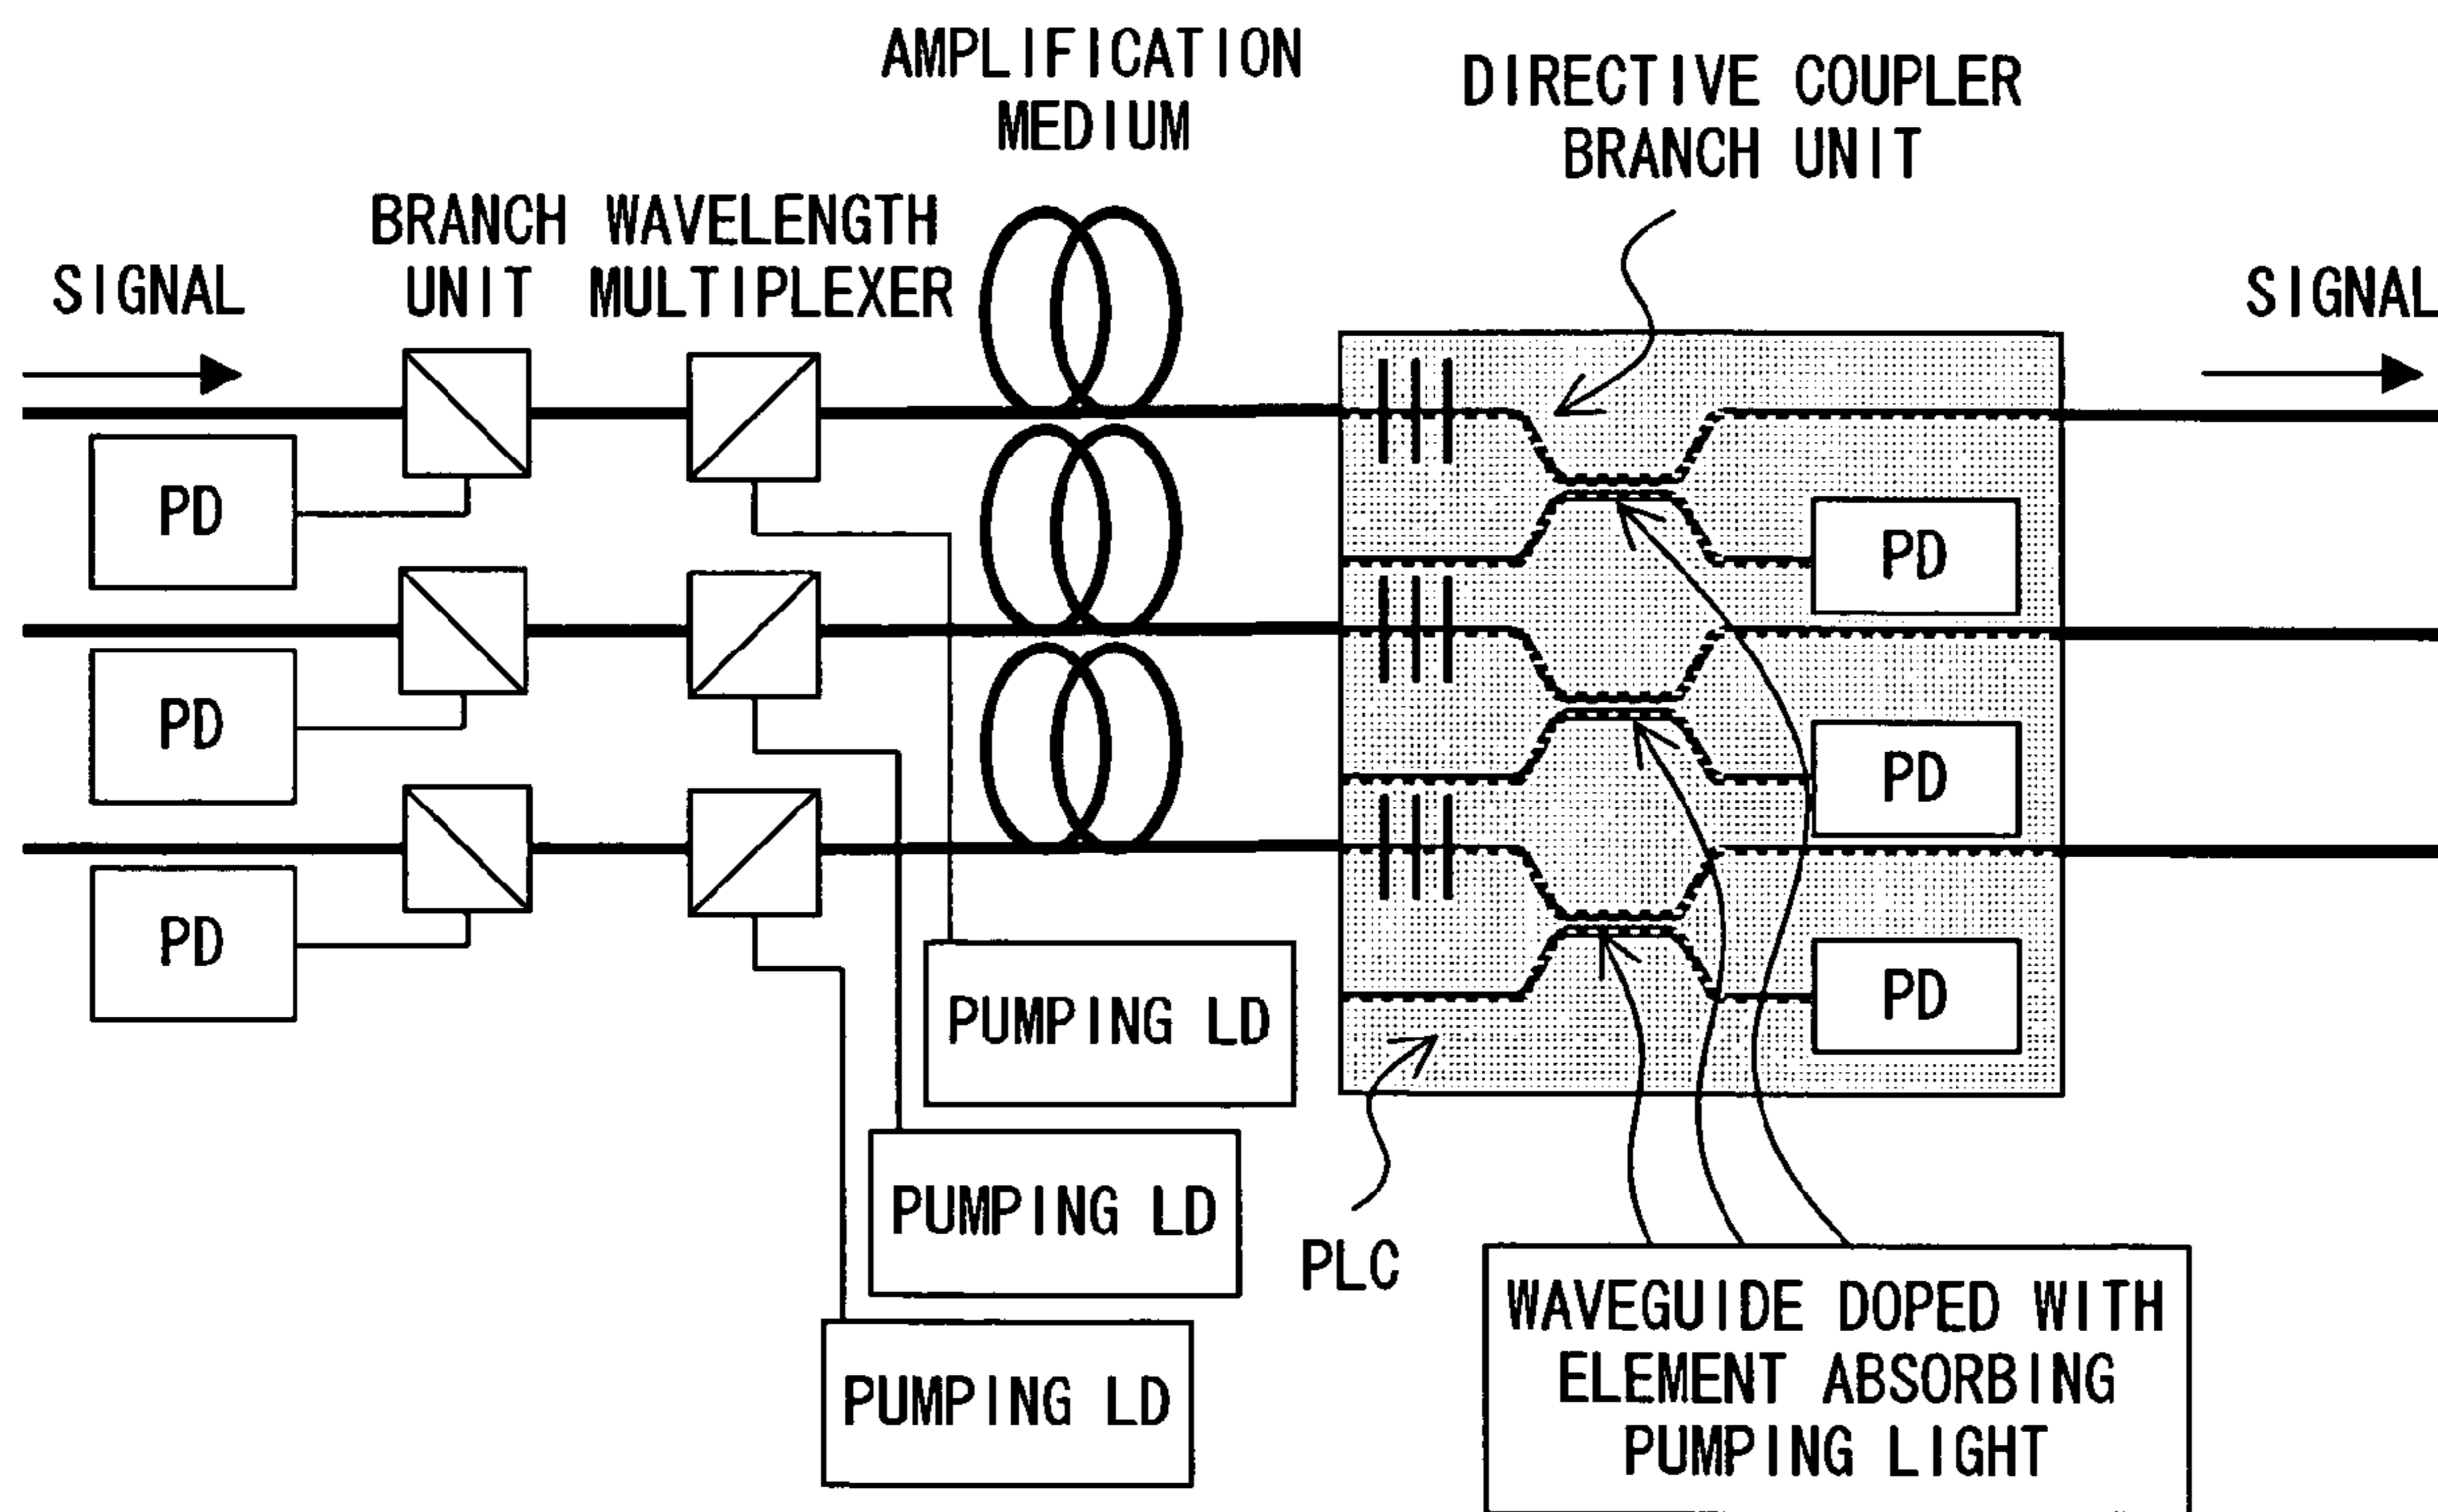 AMPLIFICATION
MEDIUM
DIRECTIVE COUPLER
BRANCH UNIT
BRANCH
UNIT
WAVELENGTH
MULTIPLEXER
SIGNAL
SIGNAL
PD
PD
PD
PD
PD
PD
PUMPING LD
PUMPING LD
PUMPING LD
PLC
WAVEGUIDE DOPED WITH
ELEMENT ABSORBING
PUMPING LIGHT